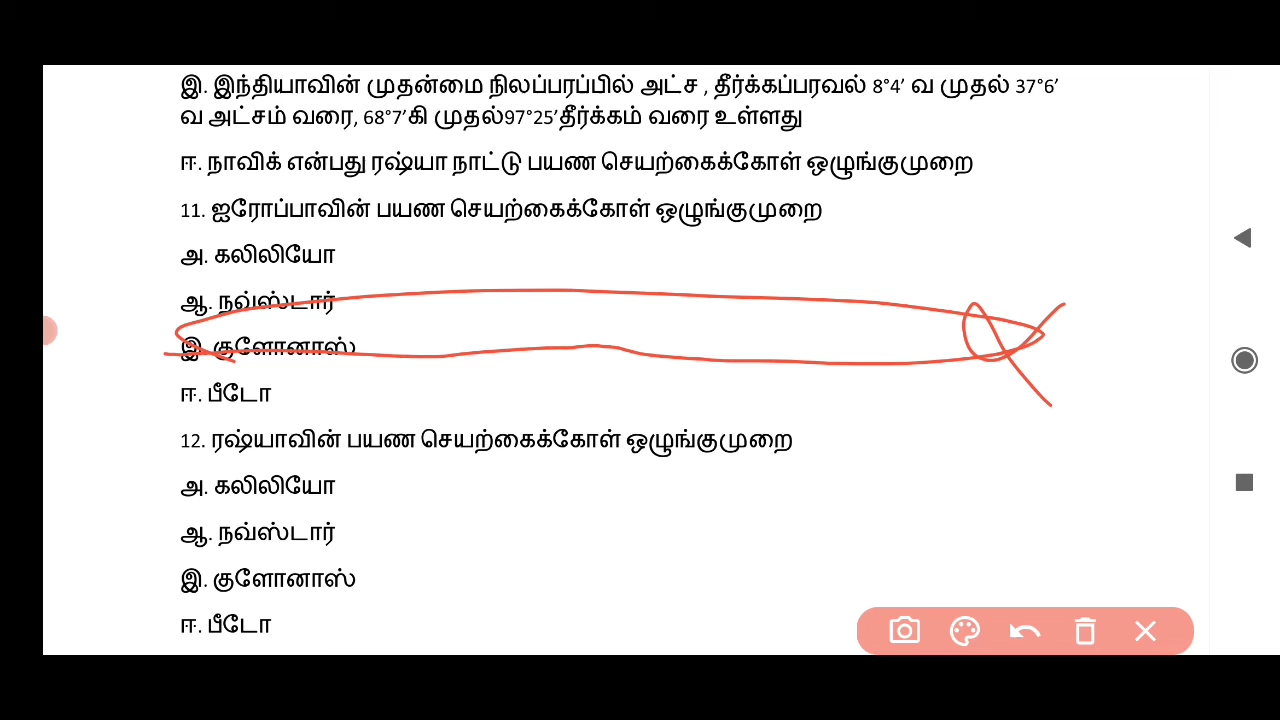 இ. இந்தியாவின் முதன்மை நிலப்பரப்பில் அட்ச , தீர்க்கப்பரவல் 8°4’ வ முதல் 37°6’
வ அட்சம் வரை, 68°7’கி முதல்97°25’தீர்க்கம் வரை உள்ளது
ஈ. நாவிக் என்பது ரஷ்யா நாட்டு பயண செயற்கைக்கோள் ஒழுங்குமுறை
11. ஐரோப்பாவின் பயண செயற்கைக்கோள் ஒழுங்குமுறை
அ. கலிலியோ
ஆ. நவ்ஸ்டார்
இ. குளோனாஸ்
ஈ. பீடோ
12. ரஷ்யாவின் பயண செயற்கைக்கோள் ஒழுங்குமுறை
அ. கலிலியோ
ஆ. நவ்ஸ்டார்
இ. குளோனாஸ்
ஈ. பீடோ